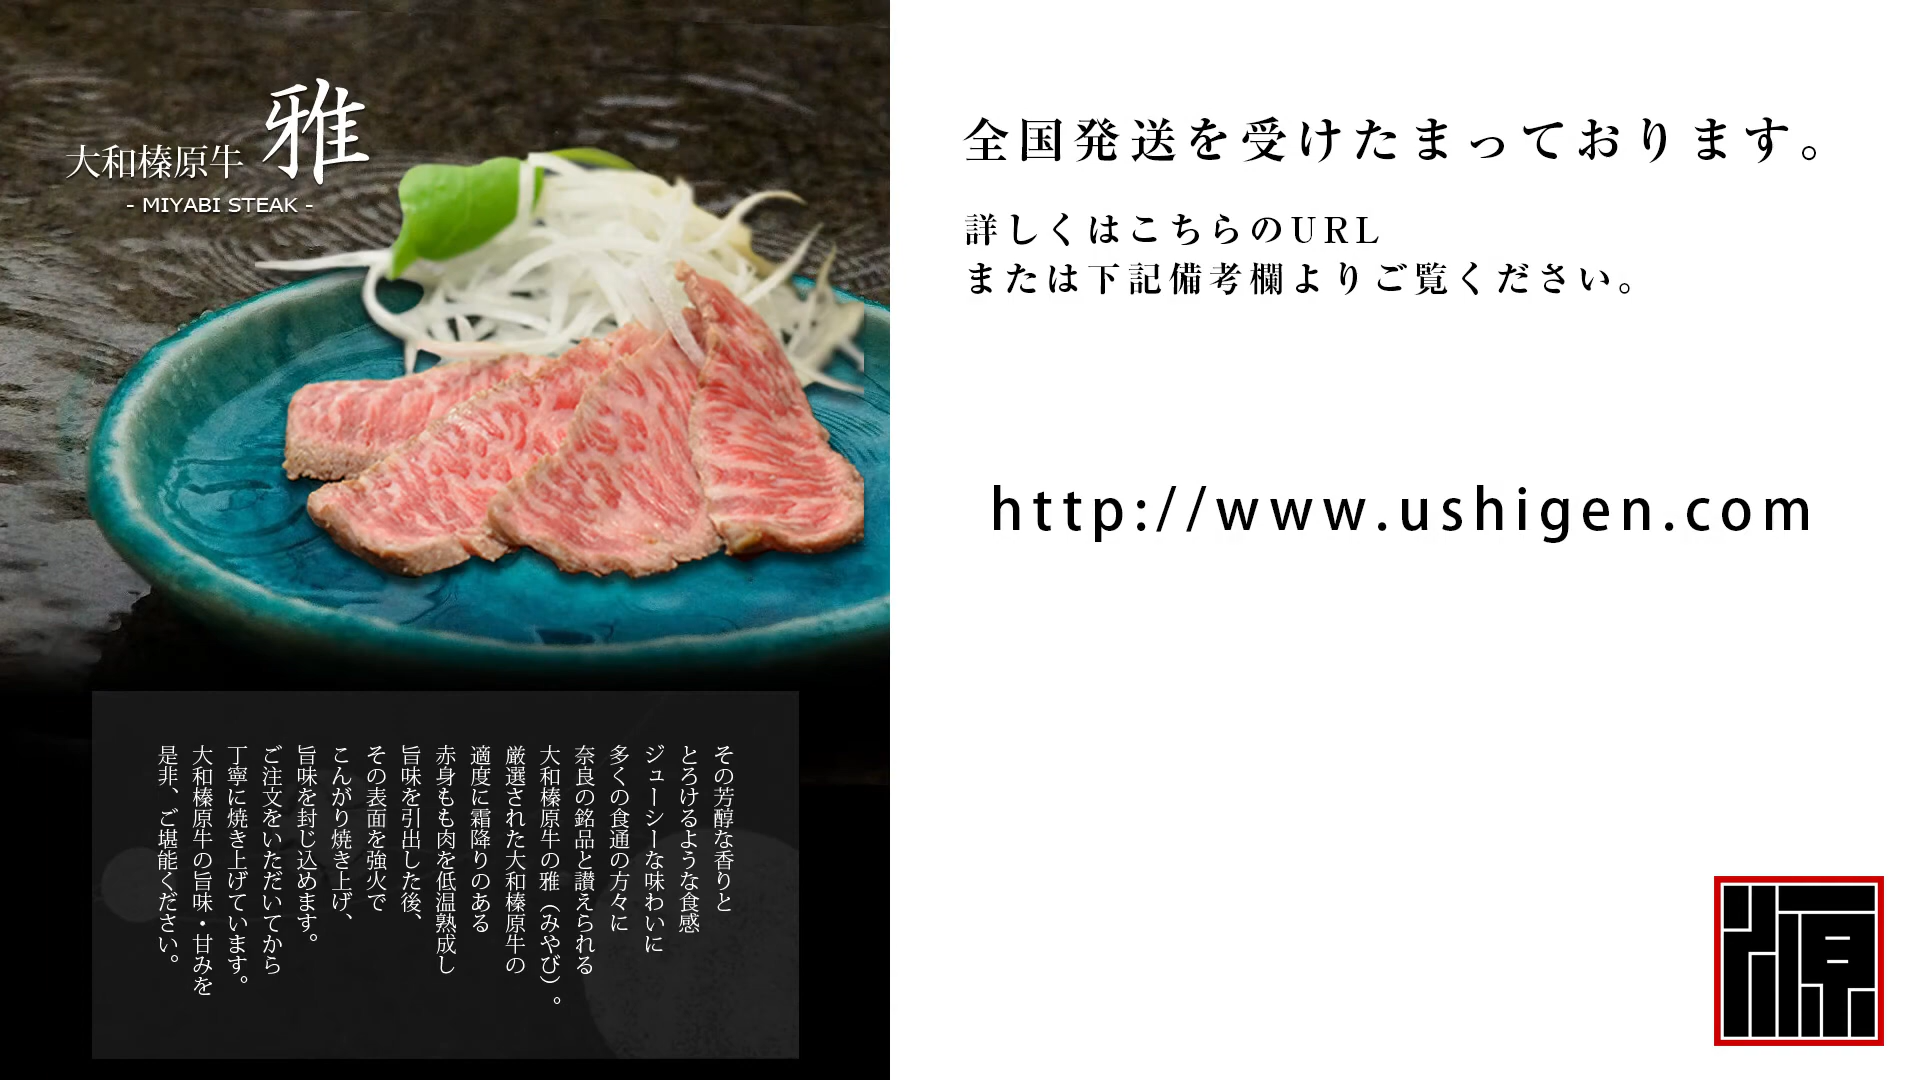 大和榛原牛 雅
- MIYABI STEAK -
その芳醇な香りと
とろけるような食感
ジューシーな味わいに
多くの食通の方々に
奈良の銘品と讃えられる
大和榛原牛の雅（みやび）。
厳選された大和榛原牛の
適度に霜降りのある
赤身もも肉を低温熟成し
旨味を引出した後、
その表面を強火で
こんがり焼き上げ、
旨味を封じ込めます。
ご注文をいただいてから
丁寧に焼き上げています。
大和榛原牛の旨味・甘みを
是非、ご堪能ください。
全国発送を受けたまっております。
詳しくはこちらのURL
または下記備考欄よりご覧ください。
http://www.ushigen.com
源